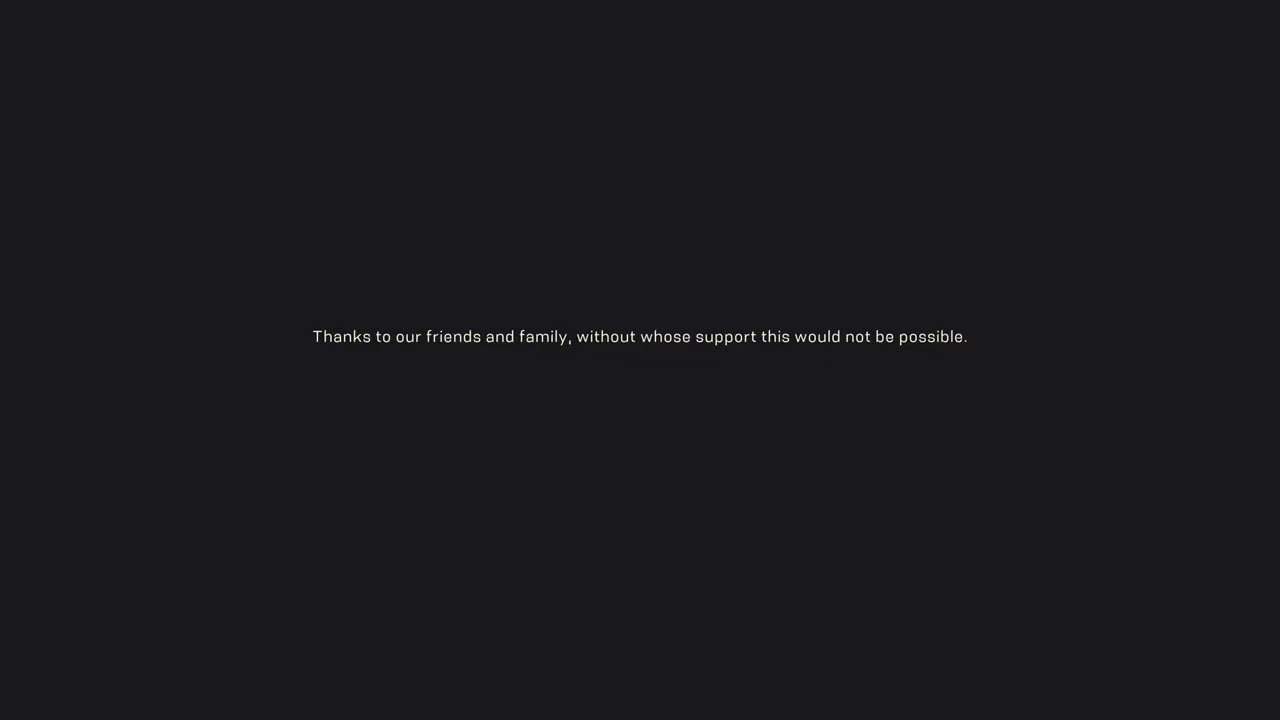 Thanks to our friends and family, without whose support this would not be possible.